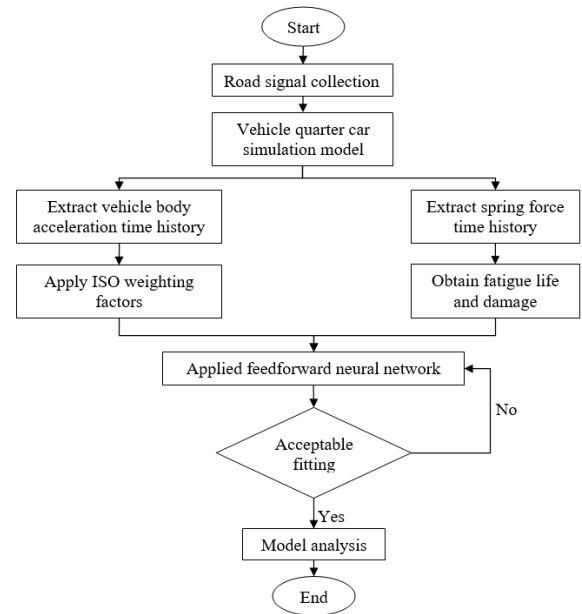 Start
Road signal collection
Vehicle quarter car
simulation model
Extract vehicle body
acceleration time history
Extract spring force
time history
Apply ISO weighting
factors
Obtain fatigue life
and damage
Applied feedforward neural network
No
Acceptable
fitting
Yes
Model analysis
End